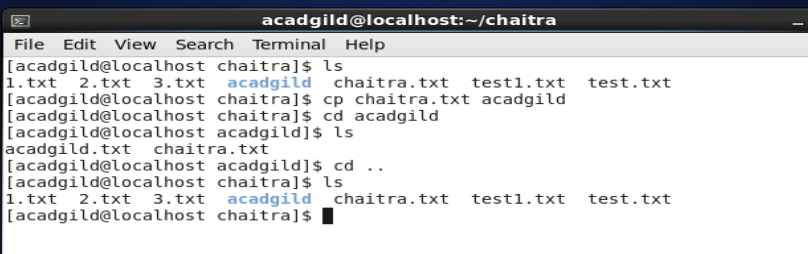 acadgild@localhost:~/chaitra
File Edit View Search Terminal Help
[acadgild@localhost chaitra]$ ls
1.txt 2.txt 3.txt acadgild chaitra.txt test1.txt test.txt
[acadgild@localhost chaitra]$ cp chaitra.txt acadgild
[acadgild@localhost chaitra]$ cd acadgild
[acadgild@localhost acadgild]$ ls
acadgild.txt chaitra.txt
[acadgild@localhost acadgild]$ cd ..
[acadgild@localhost chaitra]$ ls
1.txt 2.txt 3.txt acadgild chaitra.txt test1.txt test.txt
[acadgild@localhost chaitra]$